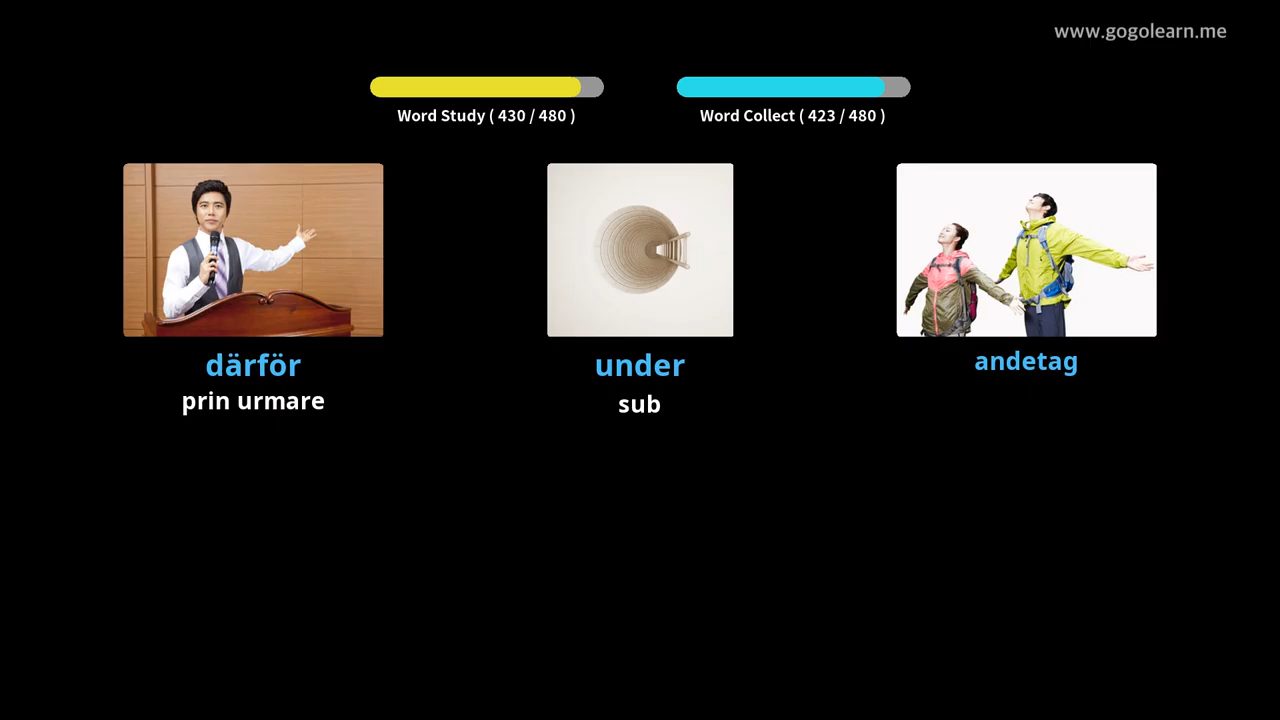 www.gogolearn.me
Word Study ( 430 / 480 )
Word Collect ( 423 / 480 )
därför
under
andetag
prin urmare
sub